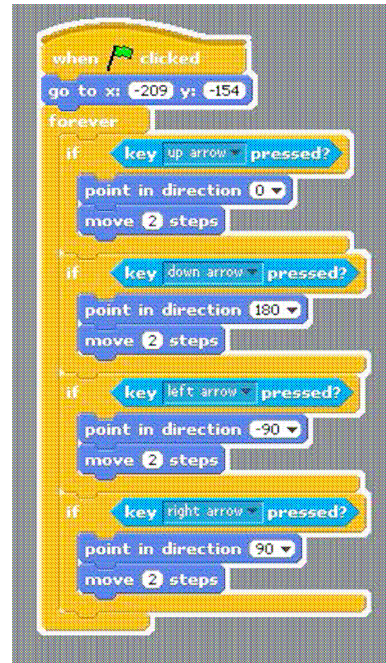 when clicked
go to x: -209 y: -154
forever
if key up arrow pressed?
point in direction 0
move 2 steps
if key down arrow pressed?
point in direction 180
move 2 steps
if key left arrow pressed?
point in direction -90
move 2 steps
if key right arrow pressed?
point in direction 90
move 2 steps